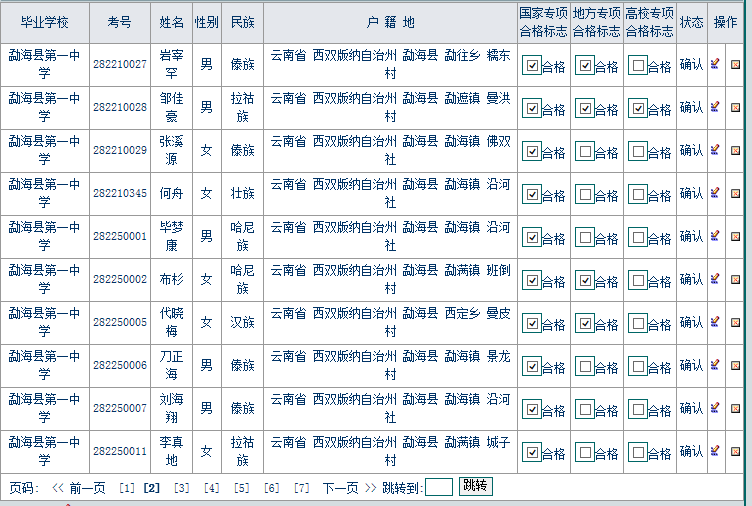 毕业学校 考号 姓名 性别 民族 户 籍 地 国家专项合格标志 地方专项合格标志 高校专项合格标志 状态 操作
勐海县第一中学 282210027 岩宰罕 男 傣族 云南省 西双版纳自治州 勐海县 勐往乡 糯东村 合格 合格 合格 确认
勐海县第一中学 282210028 邹佳豪 男 拉祜族 云南省 西双版纳自治州 勐海县 勐遮镇 曼洪村 合格 合格 合格 确认
勐海县第一中学 282210029 张溪源 女 傣族 云南省 西双版纳自治州 勐海县 勐海镇 佛双社 合格 合格 合格 确认
勐海县第一中学 282210345 何舟 女 壮族 云南省 西双版纳自治州 勐海县 勐海镇 沿河村 合格 合格 合格 确认
勐海县第一中学 282250001 毕梦康 男 哈尼族 云南省 西双版纳自治州 勐海县 勐海镇 沿河社 合格 合格 合格 确认
勐海县第一中学 282250002 布杉 女 哈尼族 云南省 西双版纳自治州 勐海县 勐满镇 班倒村 合格 合格 合格 确认
勐海县第一中学 282250005 代晓梅 女 汉族 云南省 西双版纳自治州 勐海县 西定乡 曼皮村 合格 合格 合格 确认
勐海县第一中学 282250006 刀正海 男 傣族 云南省 西双版纳自治州 勐海县 勐海镇 景龙村 合格 合格 合格 确认
勐海县第一中学 282250007 刘海翔 男 傣族 云南省 西双版纳自治州 勐海县 勐海镇 沿河社 合格 合格 合格 确认
勐海县第一中学 282250011 李真地 女 拉祜族 云南省 西双版纳自治州 勐海县 勐满镇 城子村 合格 合格 合格 确认
页码: << 前一页 [1] [2] [3] [4] [5] [6] [7] 下一页 >> 跳转到: 跳转